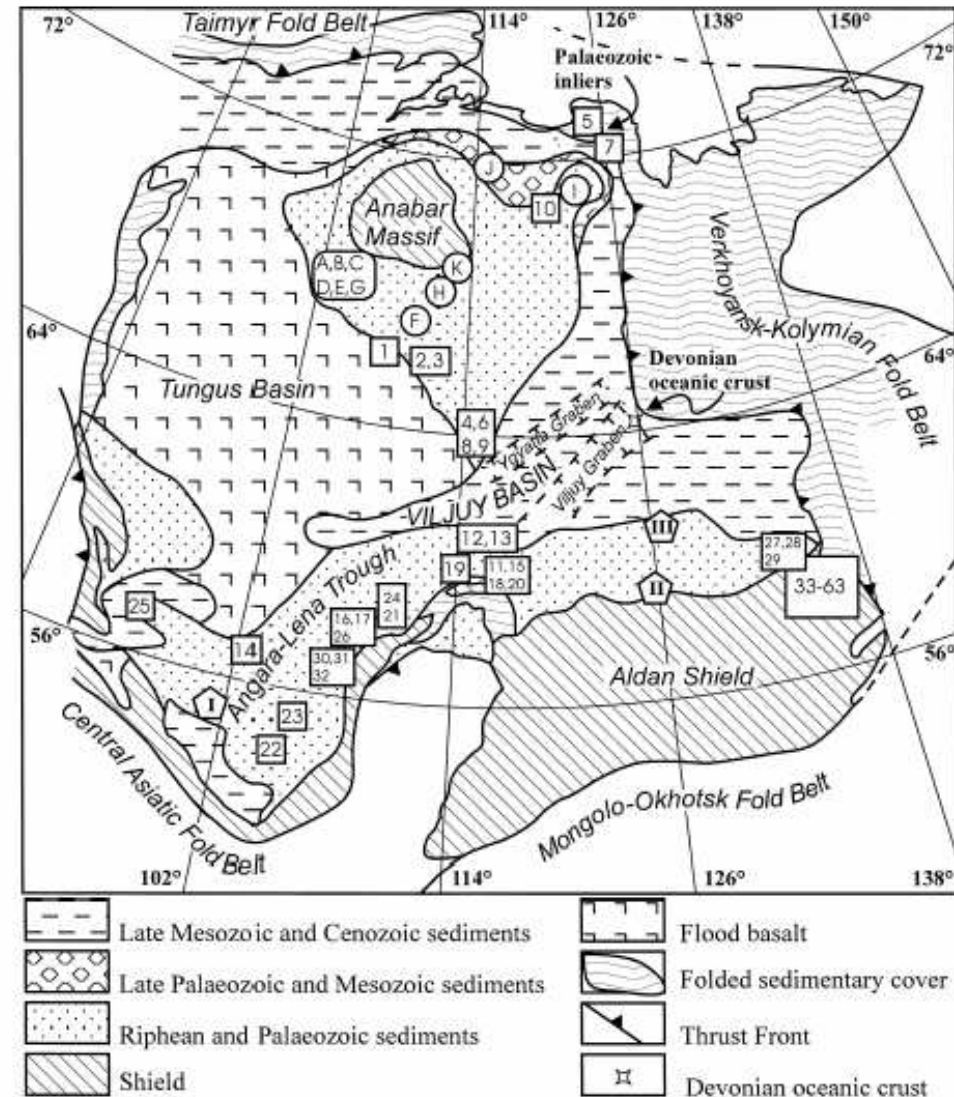 72°
Taimyr Fold Belt
114°
126°
138°
150°
72°
Palaeozoic
inliers
5
7
J
I
10
Anabar
Massif
A,B,C
D,E,G
K
H
F
Verkhoyansk-Kolymian Fold Belt
64°
1
2,3
64°
Tungus Basin
Devonian
oceanic crust
4,6
8,9
Ygyatta Graben
Viljuy Graben
VILJUY BASIN
12,13
III
27,28
29
33-63
19
11,15
18,20
II
24
21
16,17
26
25
14
30,31
32
Angara-Lena Trough
56°
56°
Aldan Shield
I
23
22
Central Asiatic Fold Belt
Mongolo-Okhotsk Fold Belt
102°
114°
126°
138°
Late Mesozoic and Cenozoic sediments
Flood basalt
Late Palaeozoic and Mesozoic sediments
Folded sedimentary cover
Riphean and Palaeozoic sediments
Thrust Front
Shield
Devonian oceanic crust